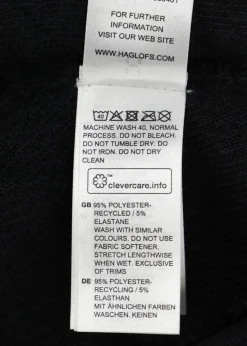 FOR FURTHER
INFORMATION
VISIT OUR WEB SITE
WWW.HAGLOFS.COM
40
MACHINE WASH 40, NORMAL
PROCESS. DO NOT BLEACH.
DO NOT TUMBLE DRY. DO
NOT IRON. DO NOT DRY
CLEAN
™
clevercare.info
GB 95% POLYESTER-
RECYCLED / 5%
ELASTANE
WASH WITH SIMILAR
COLOURS. DO NOT USE
FABRIC SOFTENER.
STRETCH LENGTHWISE
WHEN WET. EXCLUSIVE
OF TRIMS
DE 95% POLYESTER-
RECYCLING / 5%
ELASTHAN
MIT ÄHNLICHEN FARBEN
WASCHEN. KEINEN